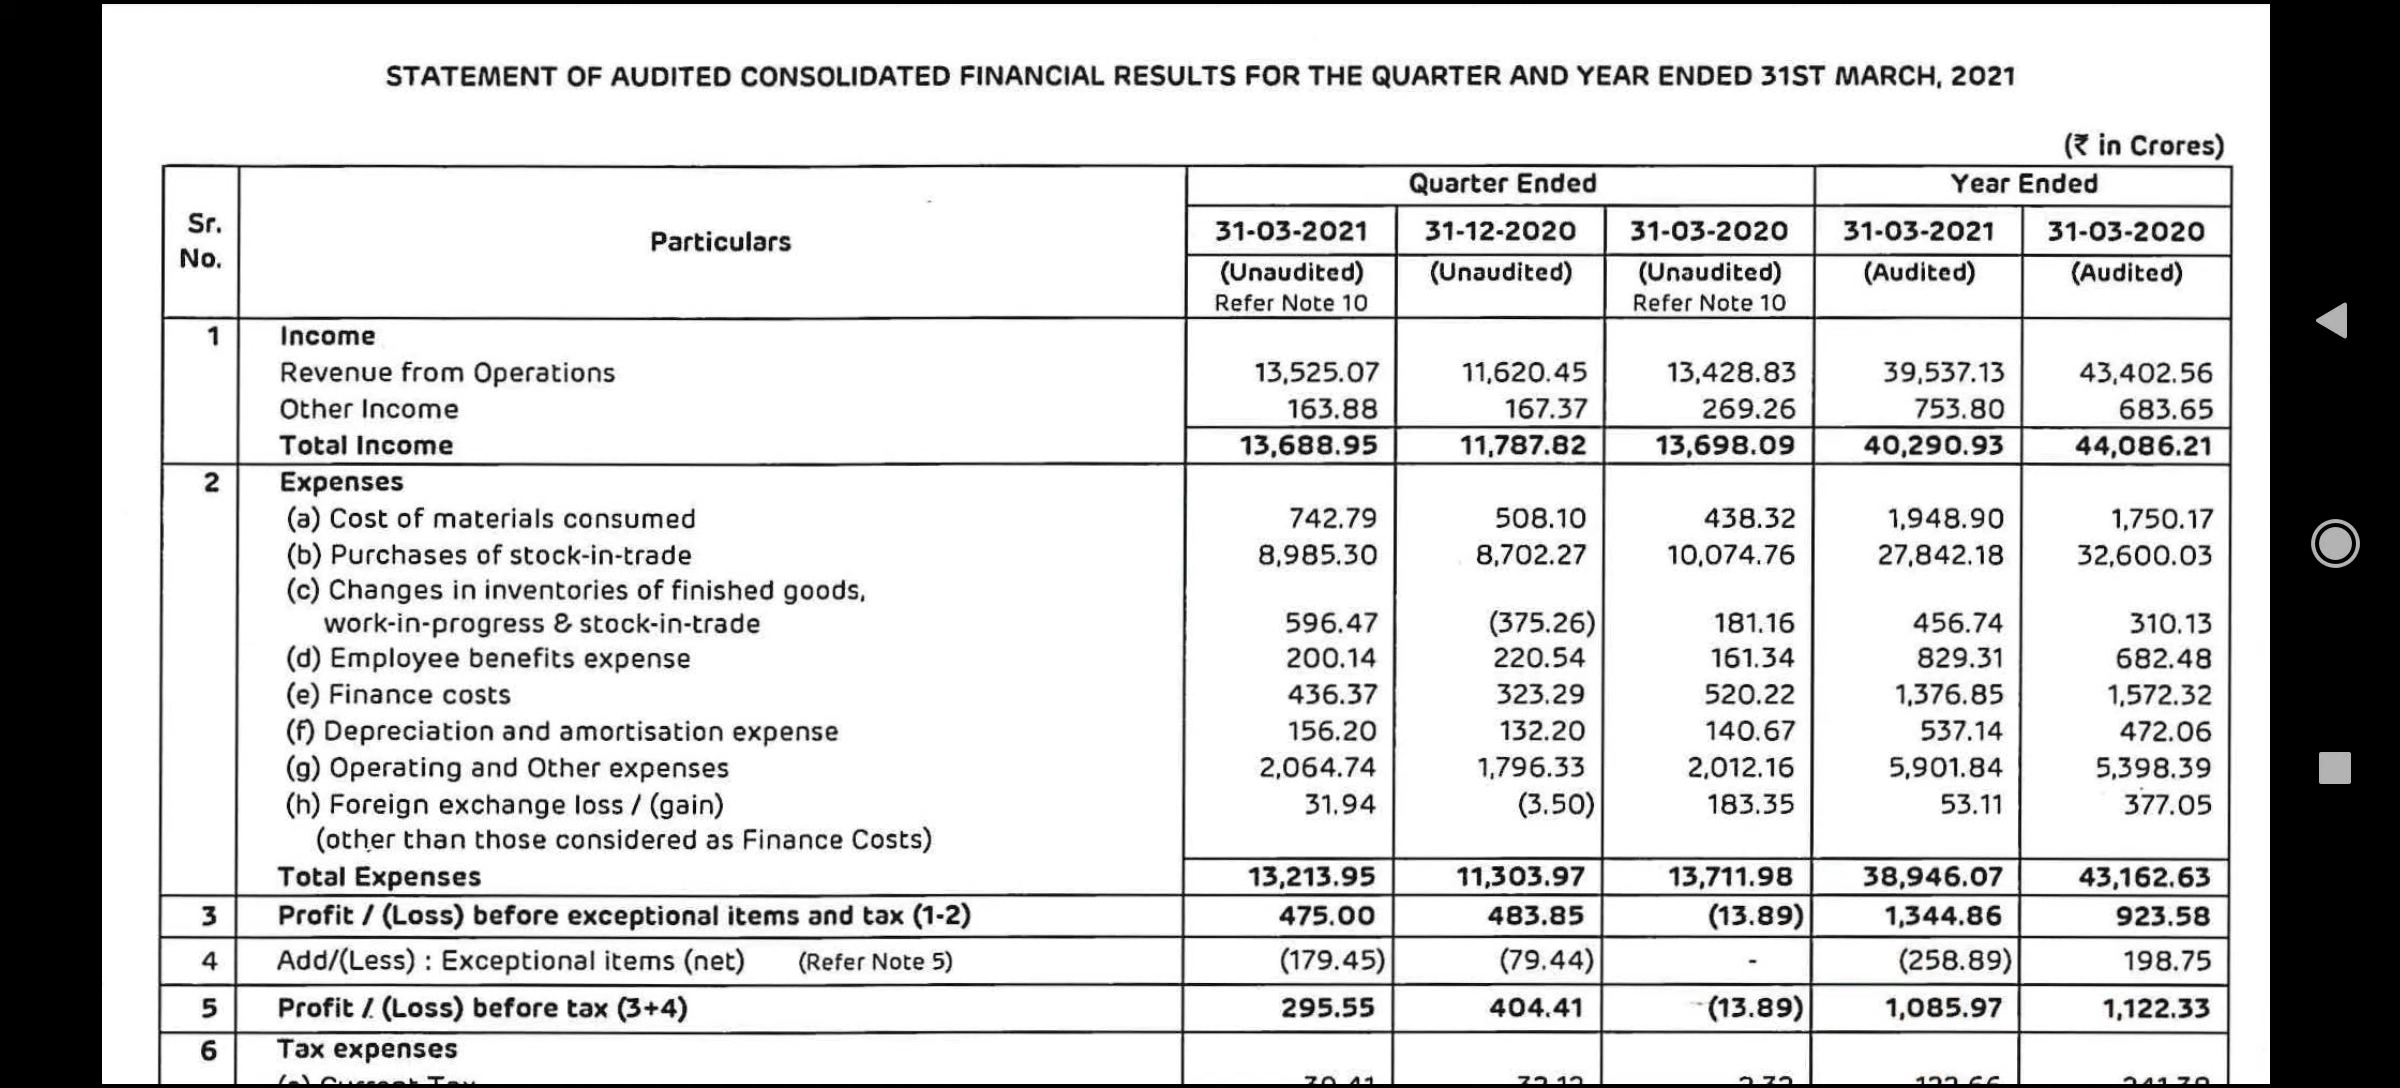 STATEMENT OF AUDITED CONSOLIDATED FINANCIAL RESULTS FOR THE QUARTER AND YEAR ENDED 31ST MARCH, 2021
(₹ in Crores)
Sr. No. Particulars Quarter Ended Year Ended
31-03-2021 31-12-2020 31-03-2020 31-03-2021 31-03-2020
(Unaudited) (Unaudited) (Unaudited) (Audited) (Audited)
Refer Note 10 Refer Note 10
1 Income
Revenue from Operations 13,525.07 11,620.45 13,428.83 39,537.13 43,402.56
Other Income 163.88 167.37 269.26 753.80 683.65
Total Income 13,688.95 11,787.82 13,698.09 40,290.93 44,086.21
2 Expenses
(a) Cost of materials consumed 742.79 508.10 438.32 1,948.90 1,750.17
(b) Purchases of stock-in-trade 8,985.30 8,702.27 10,074.76 27,842.18 32,600.03
(c) Changes in inventories of finished goods,
work-in-progress & stock-in-trade 596.47 (375.26) 181.16 456.74 310.13
(d) Employee benefits expense 200.14 220.54 161.34 829.31 682.48
(e) Finance costs 436.37 323.29 520.22 1,376.85 1,572.32
(f) Depreciation and amortisation expense 156.20 132.20 140.67 537.14 472.06
(g) Operating and Other expenses 2,064.74 1,796.33 2,012.16 5,901.84 5,398.39
(h) Foreign exchange loss / (gain) 31.94 (3.50) 183.35 53.11 377.05
(other than those considered as Finance Costs)
Total Expenses 13,213.95 11,303.97 13,711.98 38,946.07 43,162.63
3 Profit / (Loss) before exceptional items and tax (1-2) 475.00 483.85 (13.89) 1,344.86 923.58
4 Add/(Less) : Exceptional items (net) (Refer Note 5) (179.45) (79.44) - (258.89) 198.75
5 Profit / (Loss) before tax (3+4) 295.55 404.41 (13.89) 1,085.97 1,122.33
6 Tax expenses